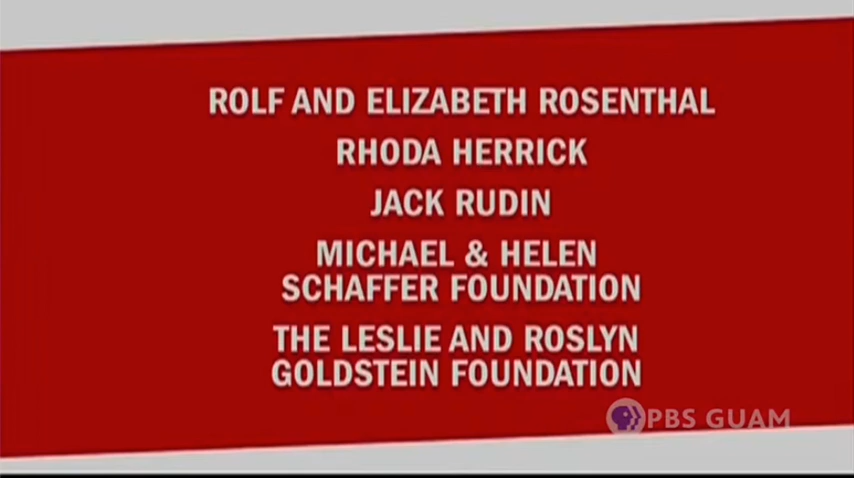 ROLF AND ELIZABETH ROSENTHAL
RHODA HERRICK
JACK RUDIN
MICHAEL & HELEN
SCHAFFER FOUNDATION
THE LESLIE AND ROSLYN
GOLDSTEIN FOUNDATION
PBS GUAM